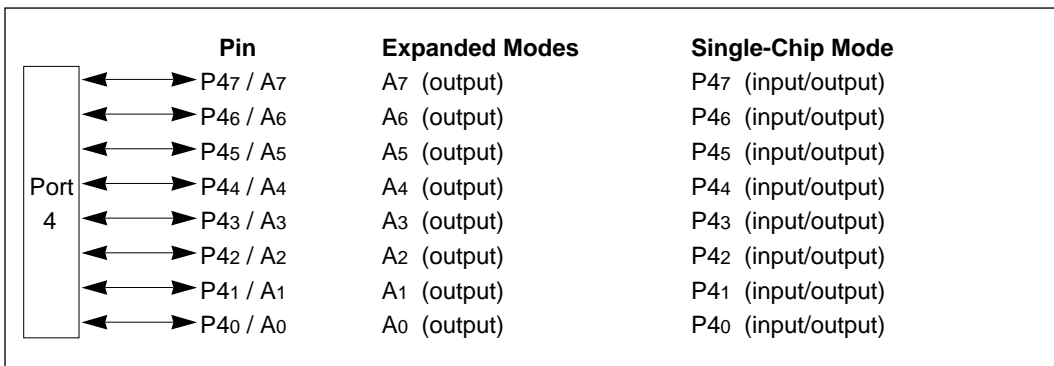 Pin Expanded Modes Single-Chip Mode
P47 / A7 A7 (output) P47 (input/output)
P46 / A6 A6 (output) P46 (input/output)
P45 / A5 A5 (output) P45 (input/output)
Port P44 / A4 A4 (output) P44 (input/output)
4 P43 / A3 A3 (output) P43 (input/output)
P42 / A2 A2 (output) P42 (input/output)
P41 / A1 A1 (output) P41 (input/output)
P40 / A0 A0 (output) P40 (input/output)